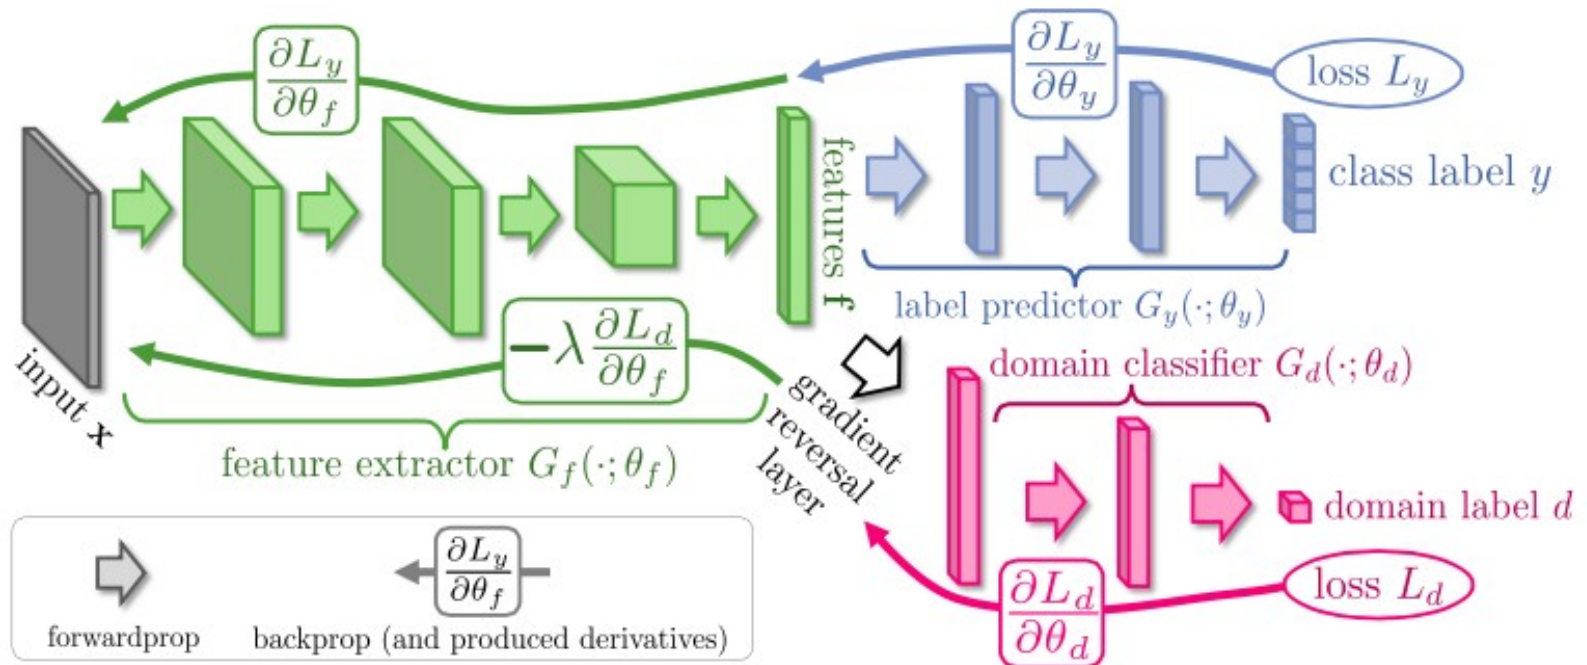 ∂L_y
∂θ_f
∂L_y
∂θ_y
loss L_y
features f
class label y
label predictor G_y(·; θ_y)
−λ ∂L_d
∂θ_f
input x
feature extractor G_f(·; θ_f)
gradient
reversal
layer
domain classifier G_d(·; θ_d)
domain label d
loss L_d
∂L_d
∂θ_d
∂L_y
∂θ_f
forwardprop
backprop (and produced derivatives)